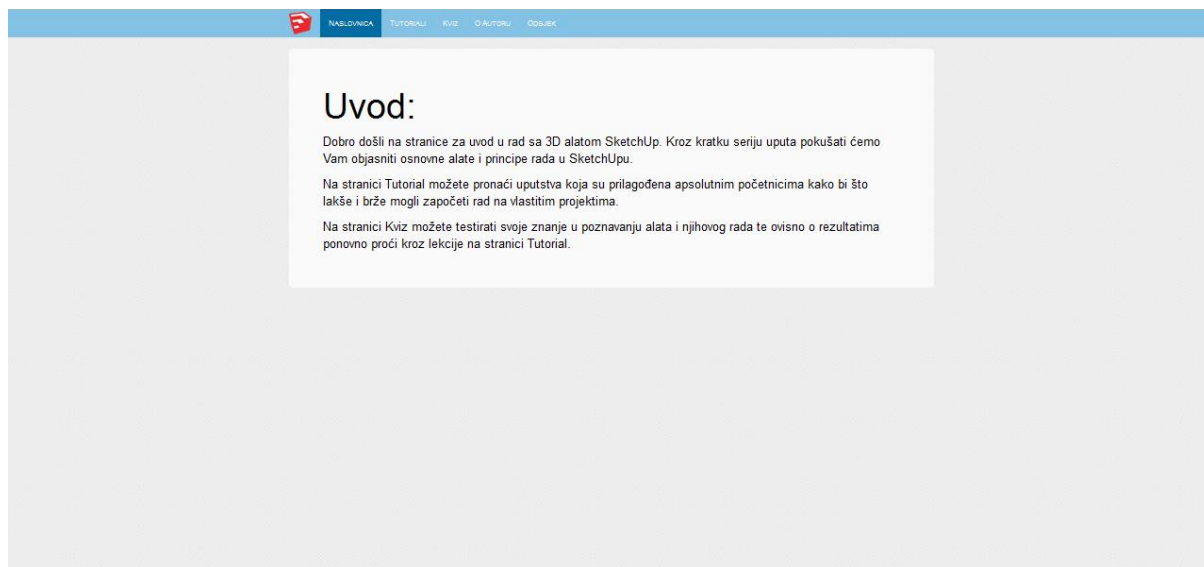 Naslovnica Tutoriali Kviz O Autoru Odsjek
Uvod:
Dobro došli na stranice za uvod u rad sa 3D alatom SketchUp. Kroz kratku seriju uputa pokušati ćemo
Vam objasniti osnovne alate i principe rada u SketchUpu.
Na stranici Tutorial možete pronaći uputstva koja su prilagođena apsolutnim početnicima kako bi što
lakše i brže mogli započeti rad na vlastitim projektima.
Na stranici Kviz možete testirati svoje znanje u poznavanju alata i njihovog rada te ovisno o rezultatima
ponovno proći kroz lekcije na stranici Tutorial.